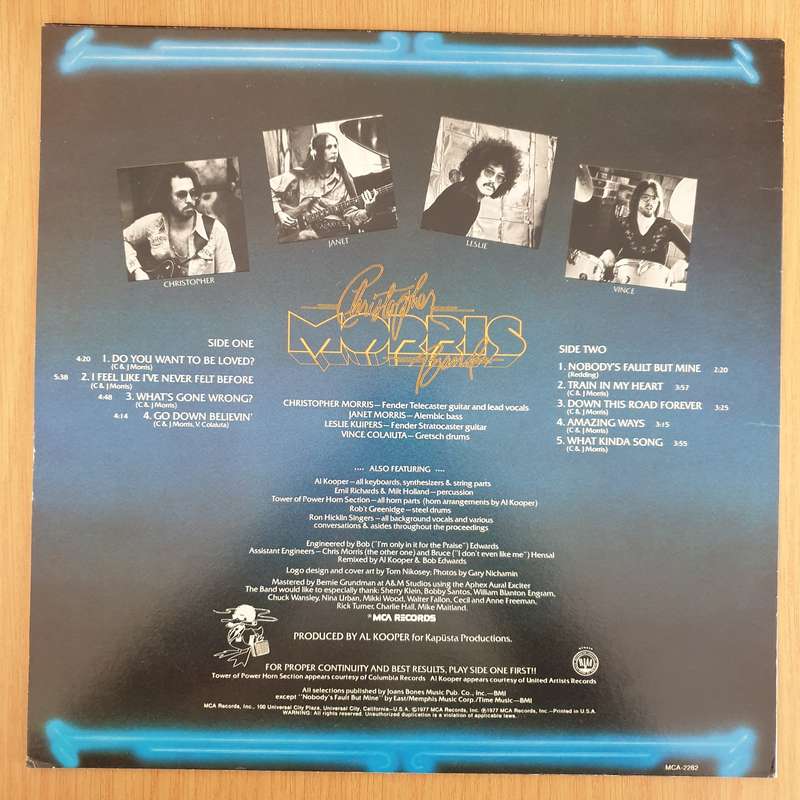 CHRISTOPHER
JANET
LESLIE
VINCE
Christopher
MORRIS
Band
SIDE ONE
4:20 1. DO YOU WANT TO BE LOVED?
(C & J Morris)
5:38 2. I FEEL LIKE I'VE NEVER FELT BEFORE
(C & J Morris)
4:48 3. WHAT'S GONE WRONG?
(C & J Morris)
4:14 4. GO DOWN BELIEVIN'
(C & J Morris, V. Colaiuta)
SIDE TWO
1. NOBODY'S FAULT BUT MINE 2:20
(Redding)
2. TRAIN IN MY HEART 3:57
(C & J Morris)
3. DOWN THIS ROAD FOREVER 3:25
(C & J Morris)
4. AMAZING WAYS 3:15
(C & J Morris)
5. WHAT KINDA SONG 3:55
(C & J Morris)
CHRISTOPHER MORRIS—Fender Telecaster guitar and lead vocals
JANET MORRIS—Alembic bass
LESLIE KUIPERS—Fender Stratocaster guitar
VINCE COLAIUTA—Gretsch drums
.... ALSO FEATURING ....
Al Kooper—all keyboards, synthesizers & string parts
Emil Richards & Milt Holland—percussion
Tower of Power Horn Section—all horn parts (horn arrangements by Al Kooper)
Rob't Greenidge—steel drums
Ron Hicklin Singers—all background vocals and various
conversations & asides throughout the proceedings
Engineered by Bob ("I'm only in it for the Praise") Edwards
Assistant Engineers—Chris Morris (the other one) and Bruce ("I don't even like me") Hensal
Remixed by Al Kooper & Bob Edwards
Logo design and cover art by Tom Nikosey; Photos by Gary Nichamin
Mastered by Bernie Grundman at A&M Studios using the Aphex Aural Exciter
The Band would like to especially thank: Sherry Klein, Bobby Santos, William Blanton Engram,
Chuck Wansley, Nina Urban, Mikki Wood, Walter Fallon, Cecil and Anne Freeman,
Rick Turner, Charlie Hall, Mike Maitland.
MCA RECORDS
PRODUCED BY AL KOOPER for Kapüsta Productions.
FOR PROPER CONTINUITY AND BEST RESULTS, PLAY SIDE ONE FIRST!!
Tower of Power Horn Section appears courtesy of Columbia Records Al Kooper appears courtesy of United Artists Records
All selections published by Joans Bones Music Pub. Co., Inc.—BMI
except "Nobody's Fault But Mine" by East/Memphis Music Corp./Time Music—BMI
MCA Records, Inc., 100 Universal City Plaza, Universal City, California—U.S.A. ©1977 MCA Records, Inc. ℗1977 MCA Records, Inc.—Printed in U.S.A.
WARNING: All rights reserved. Unauthorized duplication is a violation of applicable laws.
MCA-2282